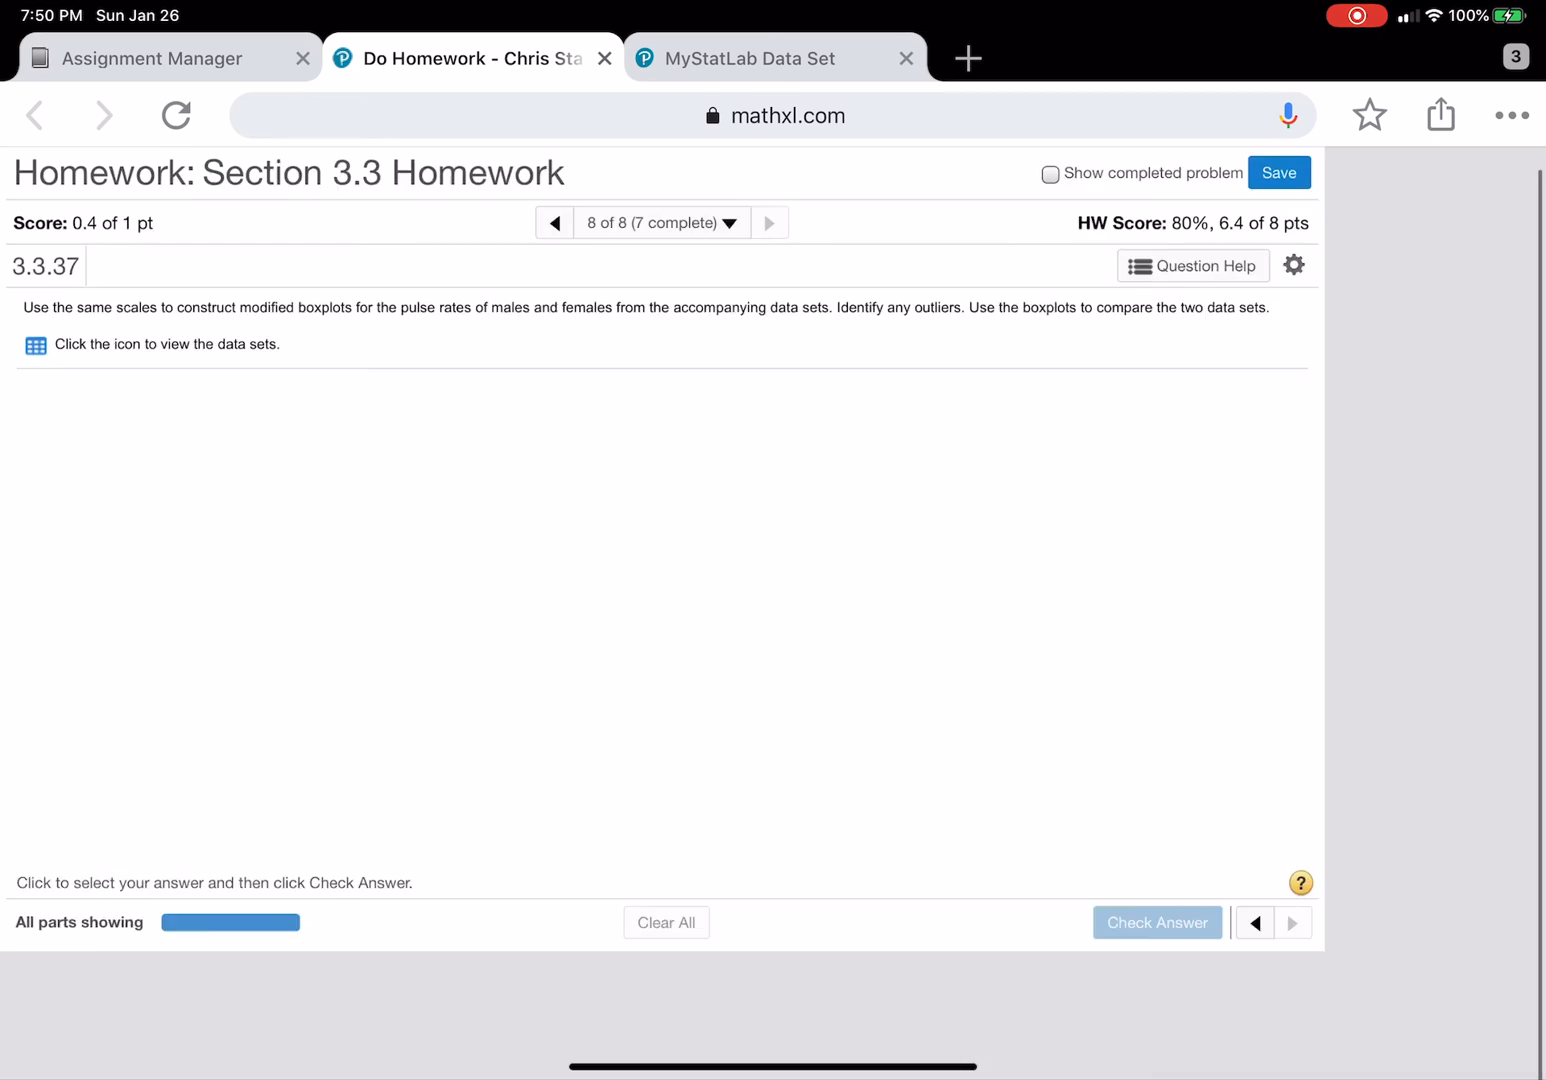 7:50 PM Sun Jan 26
100%
Assignment Manager
Do Homework - Chris Sta
MyStatLab Data Set
3
mathxl.com
Homework: Section 3.3 Homework
Show completed problem
Save
Score: 0.4 of 1 pt
8 of 8 (7 complete)
HW Score: 80%, 6.4 of 8 pts
3.3.37
Question Help
Use the same scales to construct modified boxplots for the pulse rates of males and females from the accompanying data sets. Identify any outliers. Use the boxplots to compare the two data sets.
Click the icon to view the data sets.
Click to select your answer and then click Check Answer.
?
All parts showing
Clear All
Check Answer